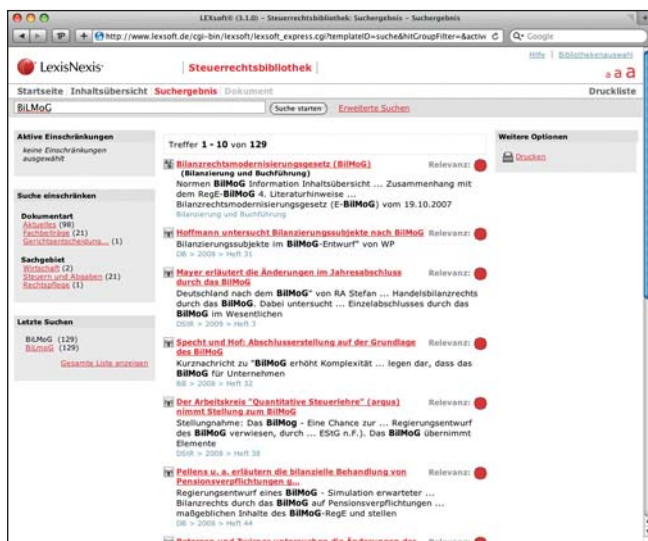 LEXsoft® (3.1.0) - Steuerrechtsbibliothek: Suchergebnis - Suchergebnis
http://www.lexsoft.de/cgi-bin/lexsoft/lexsoft_express.cgi?templateID=suche&hitGroupFilter=&activ
Google
Hilfe | Bibliothekenauswahl
LexisNexis® | Steuerrechtsbibliothek |
a a a
Startseite | Inhaltsübersicht | Suchergebnis | Dokument
Druckliste
BiLMoG
Suche starten
Erweiterte Suchen
Aktive Einschränkungen
keine Einschränkungen
ausgewählt
Suche einschränken
Dokumentart
Aktuelles (98)
Fachbeiträge (21)
Gerichtsentscheidung... (1)
Sachgebiet
Wirtschaft (2)
Steuern und Abgaben (21)
Rechtspflege (1)
Letzte Suchen
BiLMoG (129)
BiLmoG (129)
Gesamte Liste anzeigen
Treffer 1 - 10 von 129
Bilanzrechtsmodernisierungsgesetz (BilMoG) Relevanz:
(Bilanzierung und Buchführung)
Normen BilMoG Information Inhaltsübersicht ... Zusammenhang mit
dem RegE-BilMoG 4. Literaturhinweise ...
Bilanzrechtsmodernisierungsgesetz (E-BilMoG) vom 19.10.2007
Bilanzierung und Buchführung
Hoffmann untersucht Bilanzierungssubjekte nach BilMoG Relevanz:
Bilanzierungssubjekte im BilMoG-Entwurf" von WP
DB > 2008 > Heft 31
Mayer erläutert die Änderungen im Jahresabschluss Relevanz:
durch das BilMoG
Deutschland nach dem BilMoG" von RA Stefan ... Handelsbilanzrechts
durch das BilMoG. Dabei untersucht ... Einzelabschlusses durch das
BilMoG im Wesentlichen
DStR > 2009 > Heft 3
Specht und Hof: Abschlusserstellung auf der Grundlage Relevanz:
des BilMoG
Kurznachricht zu "BilMoG erhöht Komplexität ... legen dar, dass das
BilMoG für Unternehmen
BB > 2008 > Heft 32
Der Arbeitskreis "Quantitative Steuerlehre" (arqus) Relevanz:
nimmt Stellung zum BilMoG
Stellungnahme: Das BilMog - Eine Chance zur ... Regierungsentwurf
des BilMoG verwiesen, durch ... EStG n.F.). Das BilMoG übernimmt
Elemente
DStR > 2008 > Heft 38
Pellens u. a. erläutern die bilanzielle Behandlung von Relevanz:
Pensionsverpflichtungen g...
Regierungsentwurf eines BilMoG - Simulation erwarteter ...
Bilanzrechts durch das BilMoG auf Pensionsverpflichtungen ...
maßgeblichen Inhalte des BilMoG-RegE und stellen
DB > 2008 > Heft 44
Weitere Optionen
Drucken